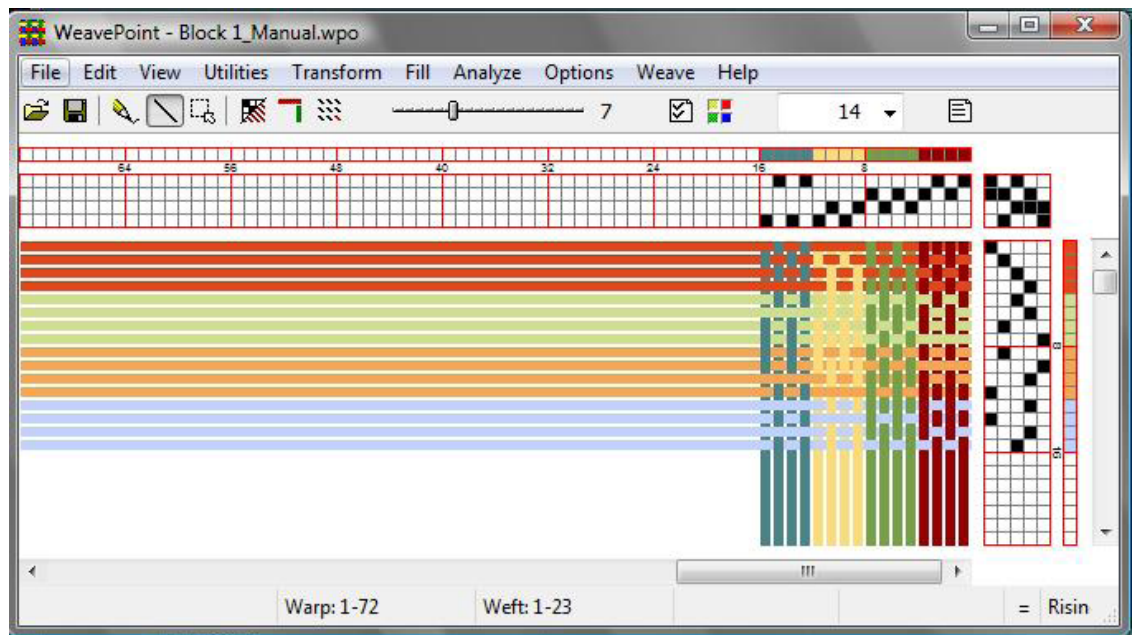 WeavePoint - Block 1_Manual.wpo
File Edit View Utilities Transform Fill Analyze Options Weave Help
7 14
64 56 48 40 32 24 16 8
8
16
Warp: 1-72 Weft: 1-23 = Risin